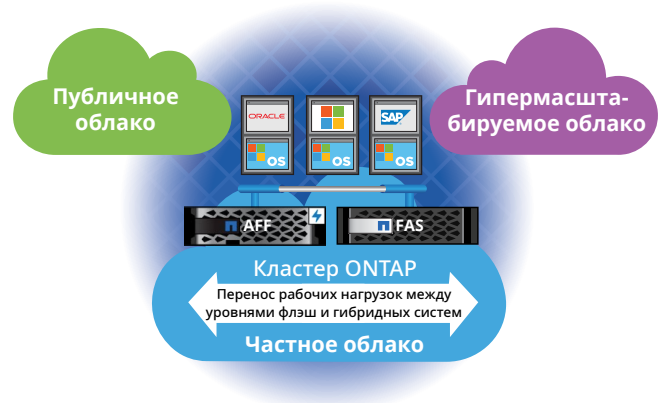 Публичное
облако
Гипермасшта-
бируемое облако
ORACLE
SAP
OS
OS
OS
AFF
FAS
Кластер ONTAP
Перенос рабочих нагрузок между
уровнями флэш и гибридных систем
Частное облако